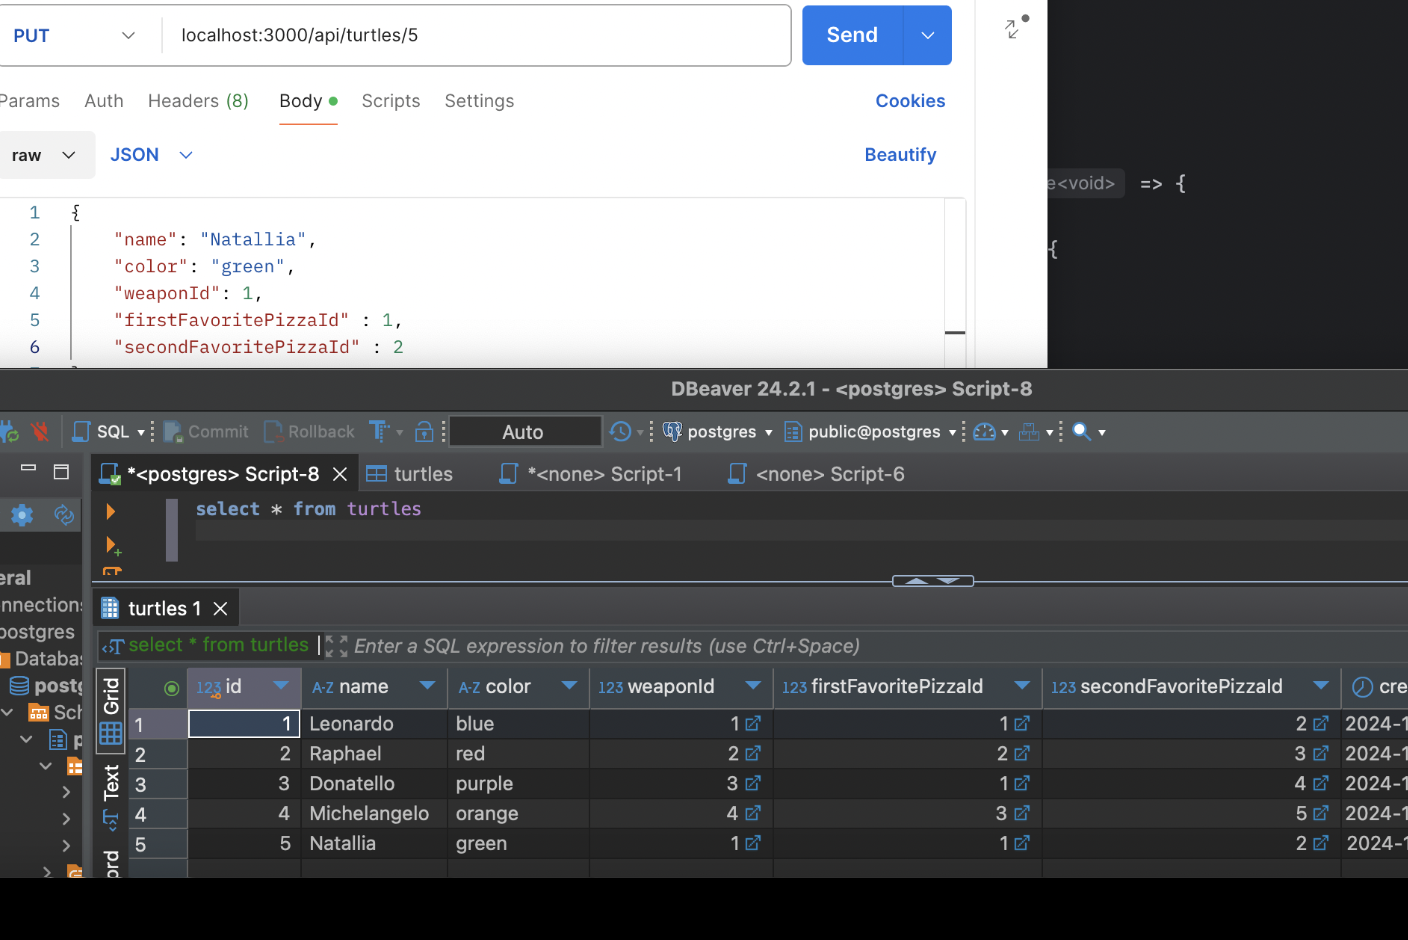 PUT localhost:3000/api/turtles/5 Send
Params Auth Headers (8) Body Scripts Settings Cookies
raw JSON Beautify
e<void> => {
{
1 {
2 "name": "Natallia",
3 "color": "green",
4 "weaponId": 1,
5 "firstFavoritePizzaId" : 1,
6 "secondFavoritePizzaId" : 2
DBeaver 24.2.1 - <postgres> Script-8
SQL Commit Rollback Auto postgres public@postgres
*<postgres> Script-8 turtles *<none> Script-1 <none> Script-6
select * from turtles
eral
onnections
postgres
Databas
postg
Sch
p
turtles 1
select * from turtles Enter a SQL expression to filter results (use Ctrl+Space)
Grid
Text
ord
123 id A-Z name A-Z color 123 weaponId 123 firstFavoritePizzaId 123 secondFavoritePizzaId cre
1 1 Leonardo blue 1 1 2 2024-1
2 2 Raphael red 2 2 3 2024-1
3 3 Donatello purple 3 1 4 2024-1
4 4 Michelangelo orange 4 3 5 2024-1
5 5 Natallia green 1 1 2 2024-1